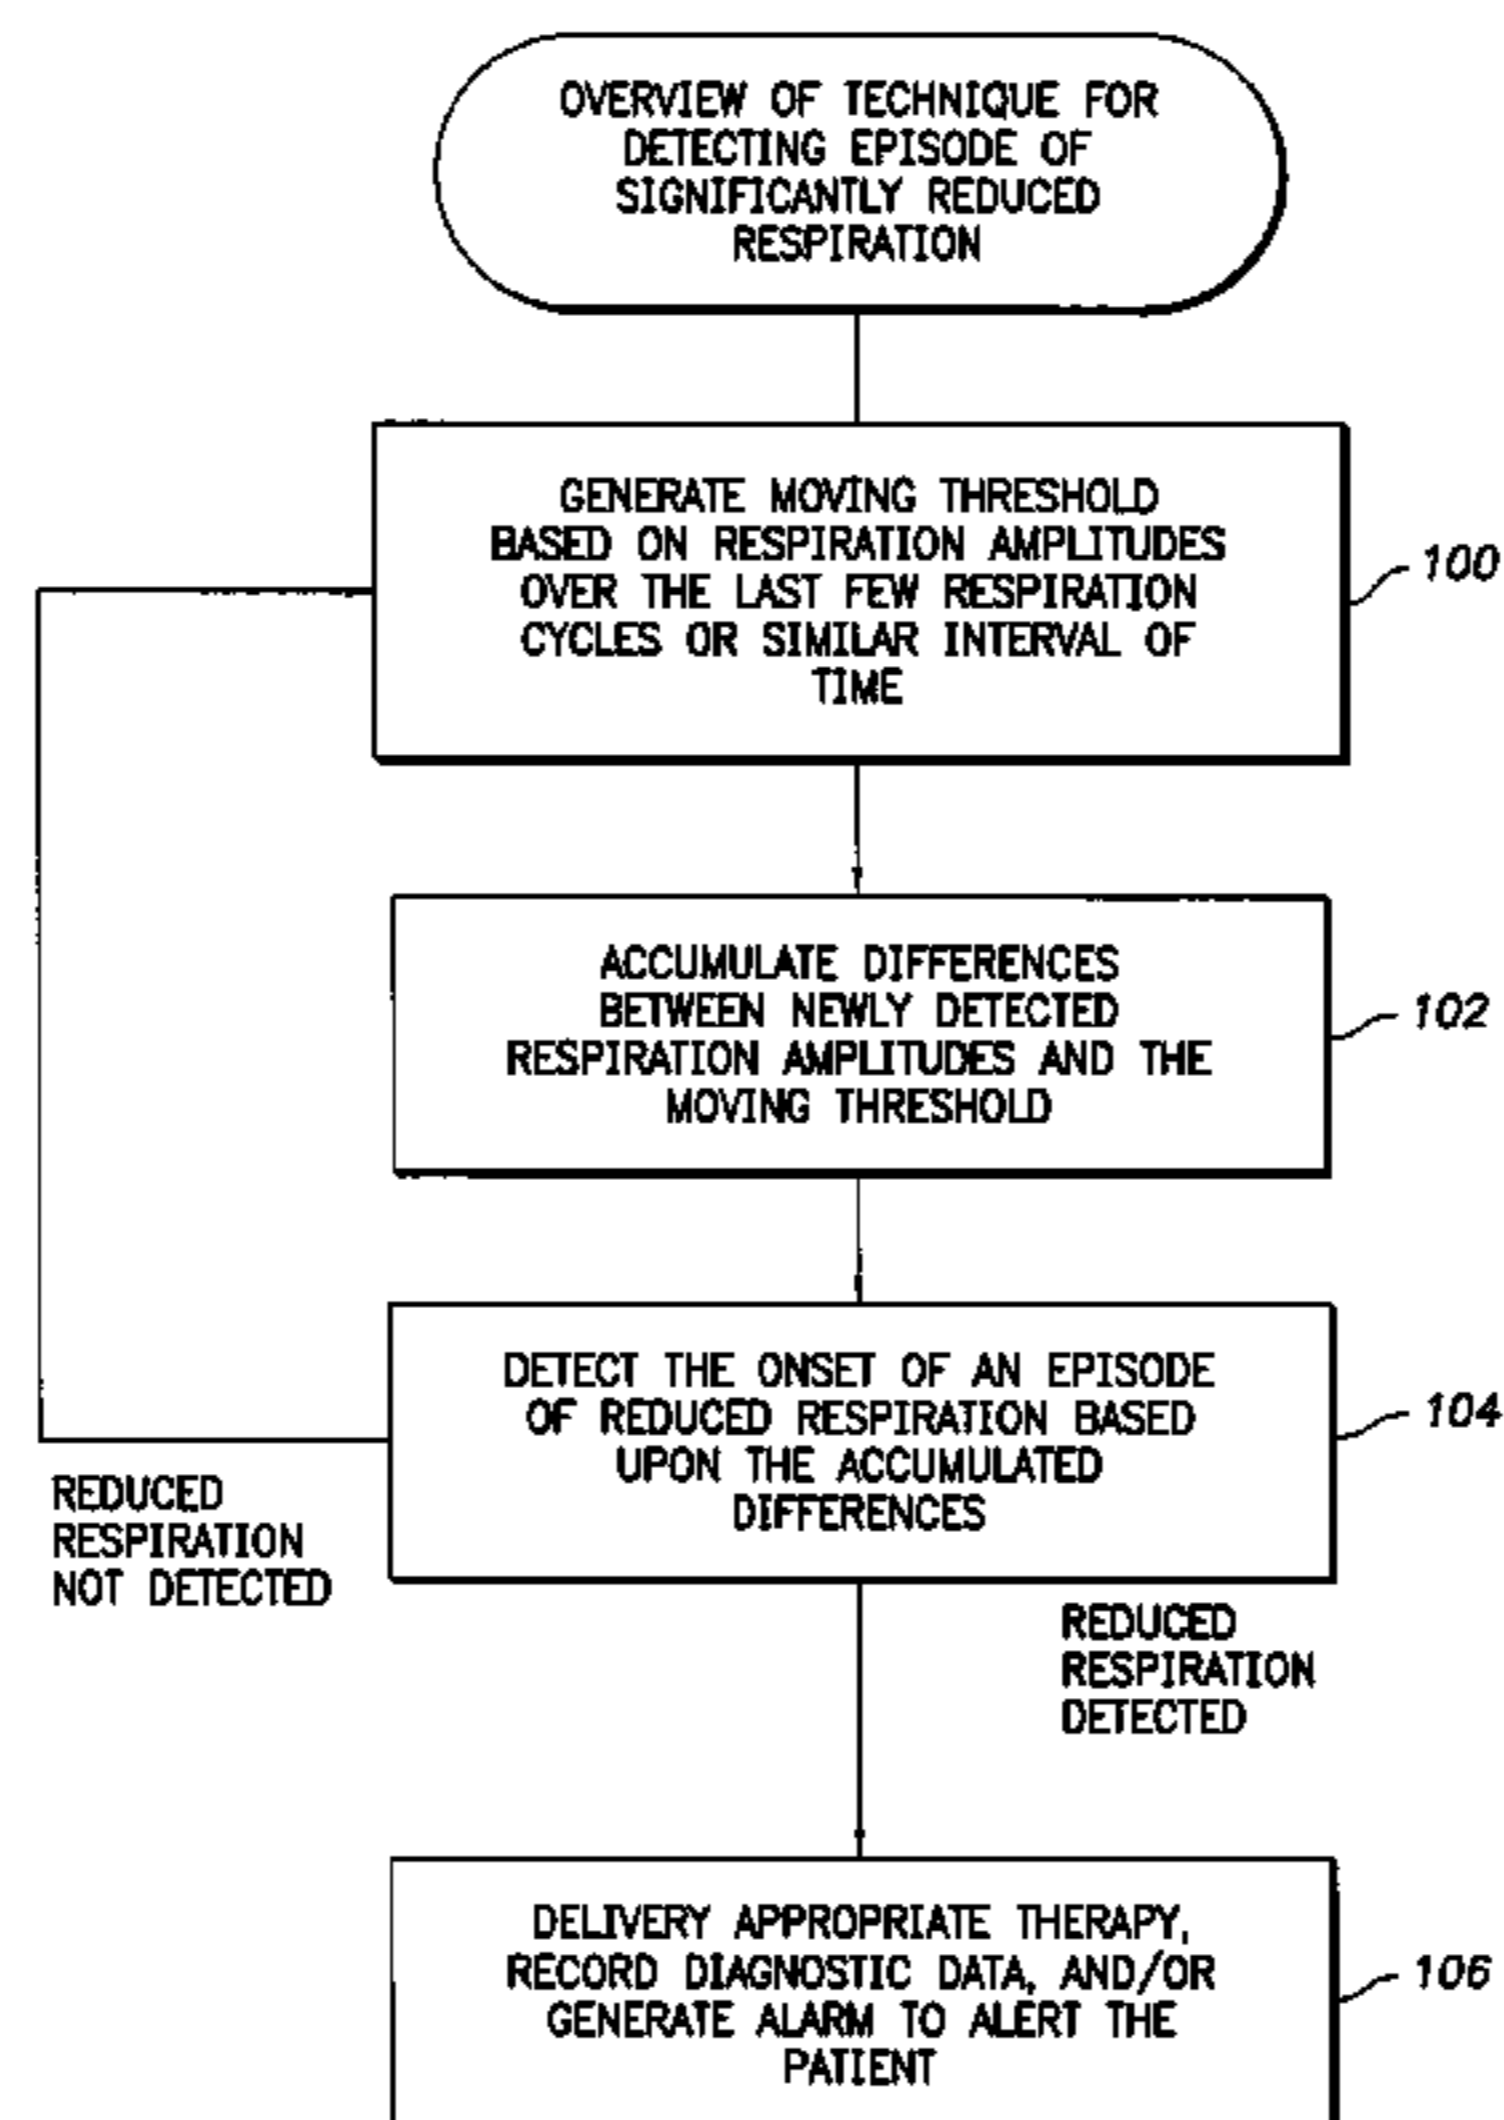 OVERVIEW OF TECHNIQUE FOR
DETECTING EPISODE OF
SIGNIFICANTLY REDUCED
RESPIRATION
GENERATE MOVING THRESHOLD
BASED ON RESPIRATION AMPLITUDES
OVER THE LAST FEW RESPIRATION
CYCLES OR SIMILAR INTERVAL OF
TIME
100
ACCUMULATE DIFFERENCES
BETWEEN NEWLY DETECTED
RESPIRATION AMPLITUDES AND THE
MOVING THRESHOLD
102
DETECT THE ONSET OF AN EPISODE
OF REDUCED RESPIRATION BASED
UPON THE ACCUMULATED
DIFFERENCES
104
REDUCED
RESPIRATION
NOT DETECTED
REDUCED
RESPIRATION
DETECTED
DELIVERY APPROPRIATE THERAPY,
RECORD DIAGNOSTIC DATA, AND/OR
GENERATE ALARM TO ALERT THE
PATIENT
106